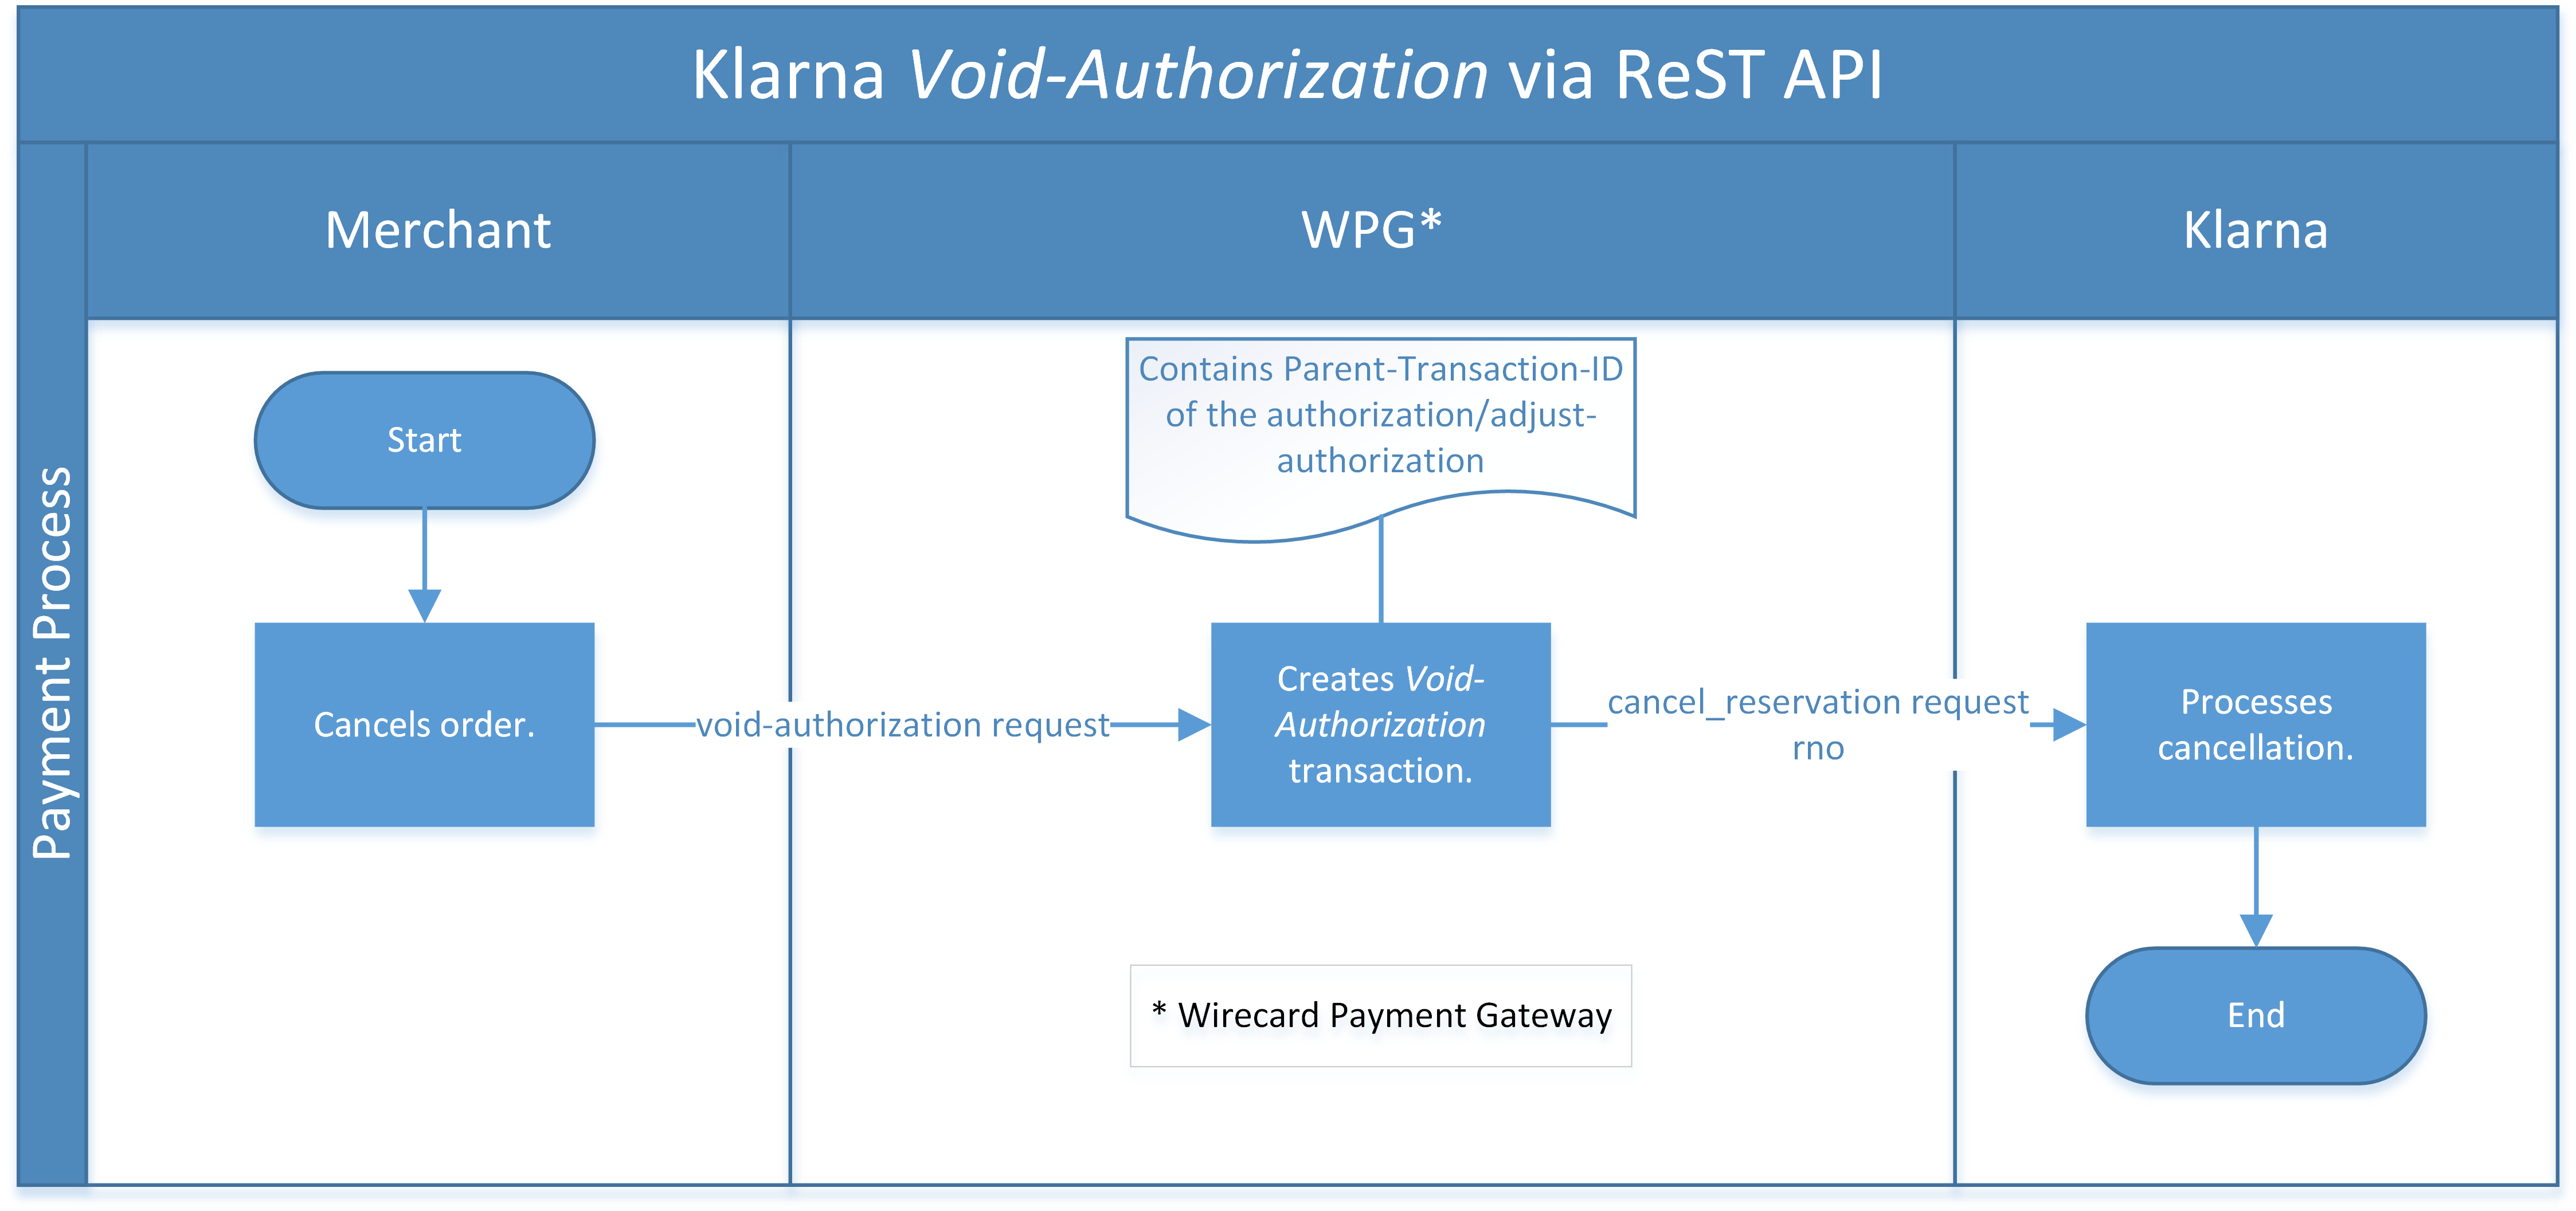 Klarna Void-Authorization via ReST API
Payment Process
Merchant
WPG*
Klarna
Start
Contains Parent-Transaction-ID
of the authorization/adjust-
authorization
Cancels order.
void-authorization request
Creates Void-
Authorization
transaction.
cancel_reservation request
rno
Processes
cancellation.
* Wirecard Payment Gateway
End